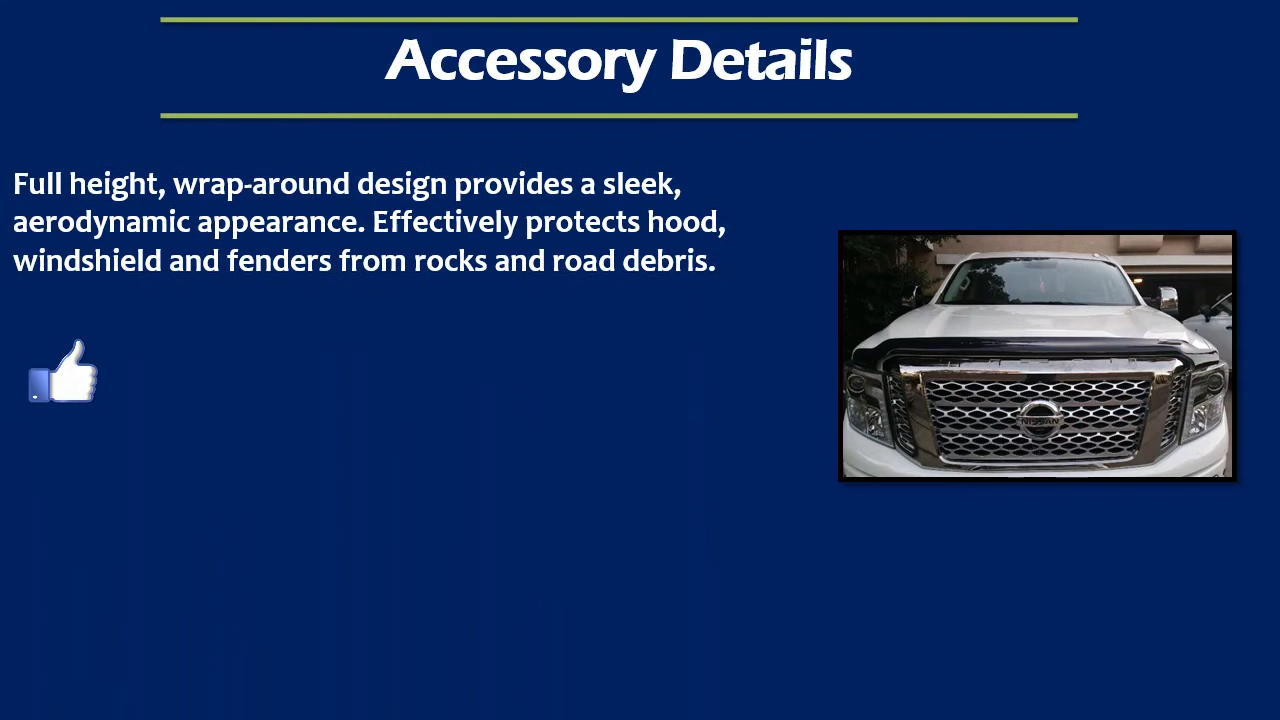 Accessory Details
Full height, wrap-around design provides a sleek,
aerodynamic appearance. Effectively protects hood,
windshield and fenders from rocks and road debris.
NISSAN